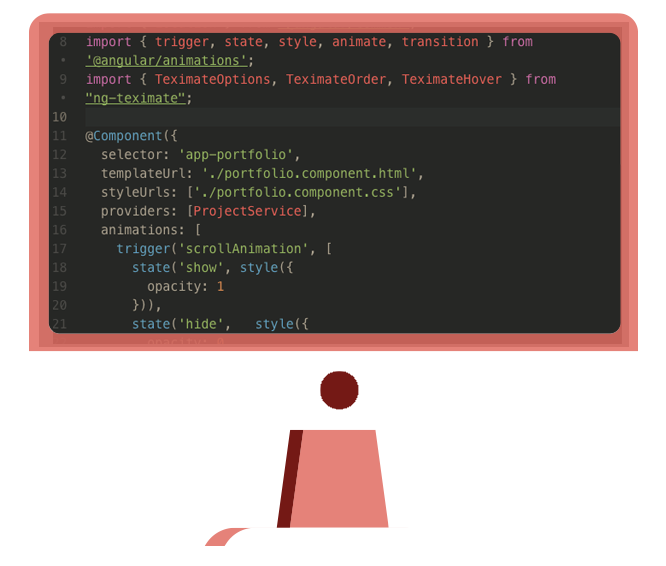 8 import { trigger, state, style, animate, transition } from
• '@angular/animations';
9 import { TeximateOptions, TeximateOrder, TeximateHover } from
• "ng-teximate";
10
11 @Component({
12 selector: 'app-portfolio',
13 templateUrl: './portfolio.component.html',
14 styleUrls: ['./portfolio.component.css'],
15 providers: [ProjectService],
16 animations: [
17 trigger('scrollAnimation', [
18 state('show', style({
19 opacity: 1
20 })),
21 state('hide',   style({
opacity: 0